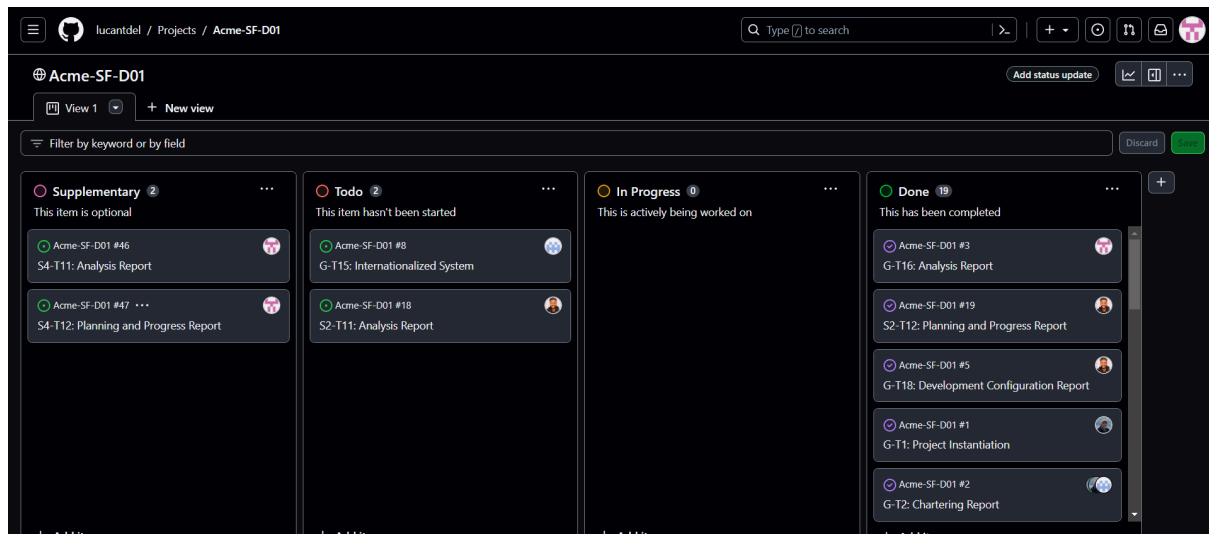 lucantdel / Projects / Acme-SF-D01
Type / to search
Acme-SF-D01
Add status update
View 1
New view
Filter by keyword or by field
Discard
Save
Supplementary 2
This item is optional
Acme-SF-D01 #46
S4-T11: Analysis Report
Acme-SF-D01 #47
S4-T12: Planning and Progress Report
Todo 2
This item hasn't been started
Acme-SF-D01 #8
G-T15: Internationalized System
Acme-SF-D01 #18
S2-T11: Analysis Report
In Progress 0
This is actively being worked on
Done 19
This has been completed
Acme-SF-D01 #3
G-T16: Analysis Report
Acme-SF-D01 #19
S2-T12: Planning and Progress Report
Acme-SF-D01 #5
G-T18: Development Configuration Report
Acme-SF-D01 #1
G-T1: Project Instantiation
Acme-SF-D01 #2
G-T2: Chartering Report